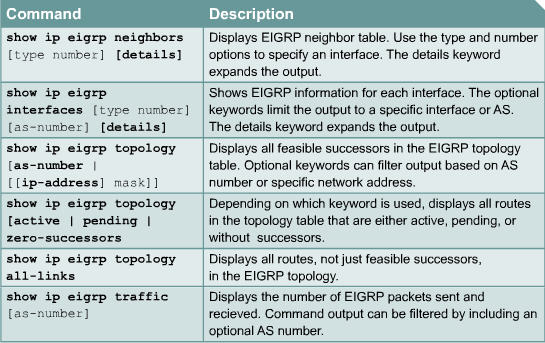 Command Description
show ip eigrp neighbors
[type number] [details]
Displays EIGRP neighbor table. Use the type and number
options to specify an interface. The details keyword
expands the output.
show ip eigrp
interfaces [type number]
[as-number] [details]
Shows EIGRP information for each interface. The optional
keywords limit the output to a specific interface or AS.
The details keyword expands the output.
show ip eigrp topology
[as-number |
[[ip-address] mask]]
Displays all feasible successors in the EIGRP topology
table. Optional keywords can filter output based on AS
number or specific network address.
show ip eigrp topology
[active | pending |
zero-successors
Depending on which keyword is used, displays all routes
in the topology table that are either active, pending, or
without successors.
show ip eigrp topology
all-links
Displays all routes, not just feasible successors,
in the EIGRP topology.
show ip eigrp traffic
[as-number]
Displays the number of EIGRP packets sent and
recieved. Command output can be filtered by including an
optional AS number.